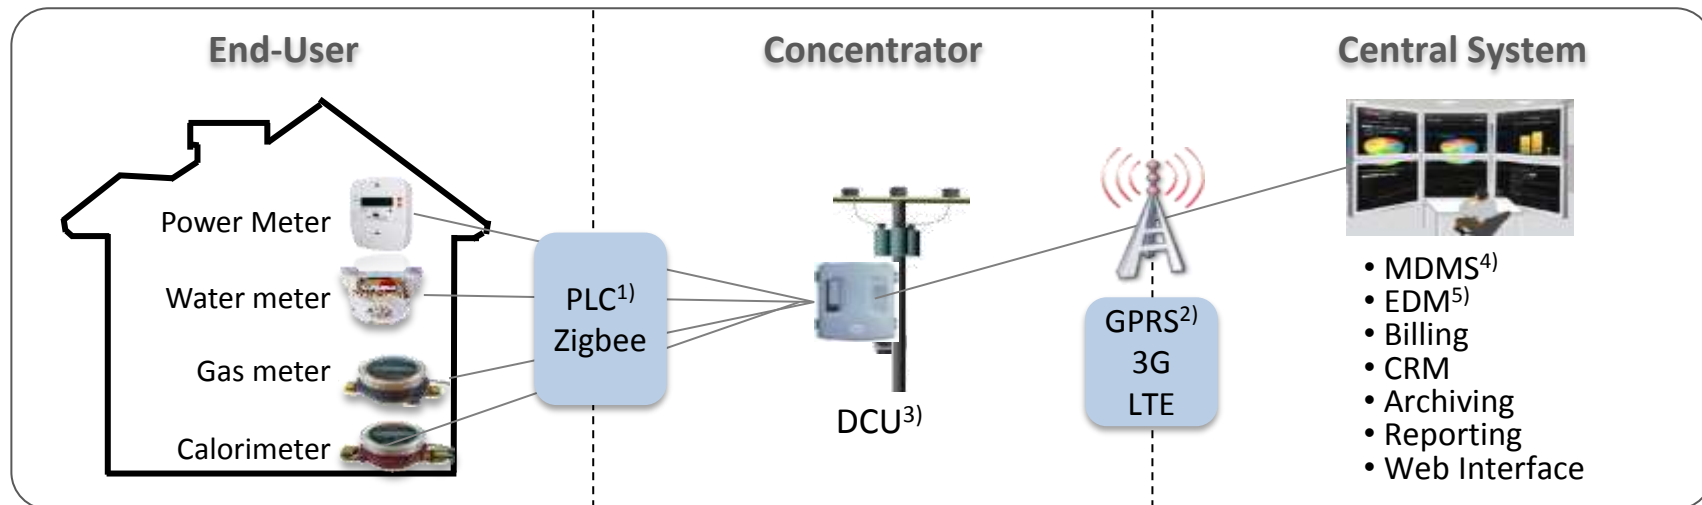 End-User
Concentrator
Central System
Power Meter
Water meter
Gas meter
Calorimeter
PLC1)
Zigbee
DCU3)
GPRS2)
3G
LTE
• MDMS4)
• EDM5)
• Billing
• CRM
• Archiving
• Reporting
• Web Interface